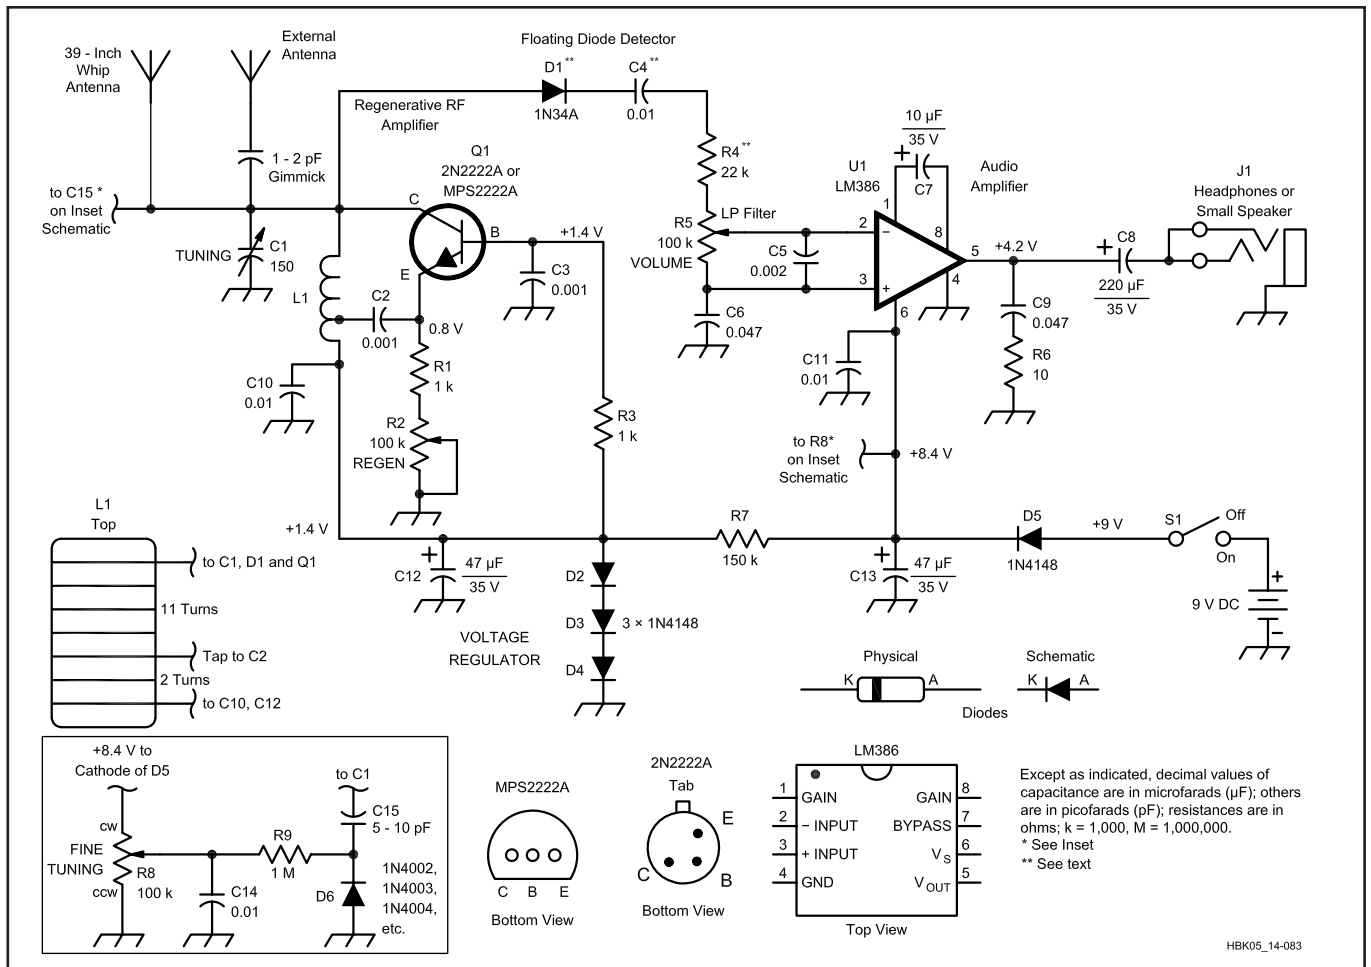 39 - Inch
Whip
Antenna
External
Antenna
Floating Diode Detector
D1**
1N34A
C4**
0.01
Regenerative RF
Amplifier
1 - 2 pF
Gimmick
Q1
2N2222A or
MPS2222A
to C15 *
on Inset
Schematic
TUNING
C1
150
C
B
E
+1.4 V
C3
0.001
L1
C2
0.001
0.8 V
C10
0.01
R1
1 k
R2
100 k
REGEN
R3
1 k
R4**
22 k
R5
100 k
VOLUME
LP Filter
C5
0.002
C6
0.047
U1
LM386
10 µF
35 V
+
C7
Audio
Amplifier
1
2
−
8
3
+
5
4
6
+4.2 V
+
C8
220 µF
35 V
J1
Headphones or
Small Speaker
C9
0.047
R6
10
C11
0.01
to R8*
on Inset
Schematic
+8.4 V
+1.4 V
R7
150 k
D5
1N4148
+9 V
S1
Off
On
+
C12
47 µF
35 V
D2
D3
D4
3 × 1N4148
VOLTAGE
REGULATOR
+
C13
47 µF
35 V
+
9 V DC
−
L1
Top
to C1, D1 and Q1
11 Turns
Tap to C2
2 Turns
to C10, C12
Physical
K
A
Schematic
K
A
Diodes
+8.4 V to
Cathode of D5
cw
FINE
TUNING
ccw
R8
100 k
C14
0.01
R9
1 M
to C1
C15
5 - 10 pF
D6
1N4002,
1N4003,
1N4004,
etc.
MPS2222A
C B E
Bottom View
2N2222A
Tab
E
C
B
Bottom View
LM386
1 GAIN
2 − INPUT
3 + INPUT
4 GND
GAIN 8
BYPASS 7
VS 6
VOUT 5
Top View
Except as indicated, decimal values of
capacitance are in microfarads (µF); others
are in picofarads (pF); resistances are in
ohms; k = 1,000, M = 1,000,000.
* See Inset
** See text
HBK05_14-083